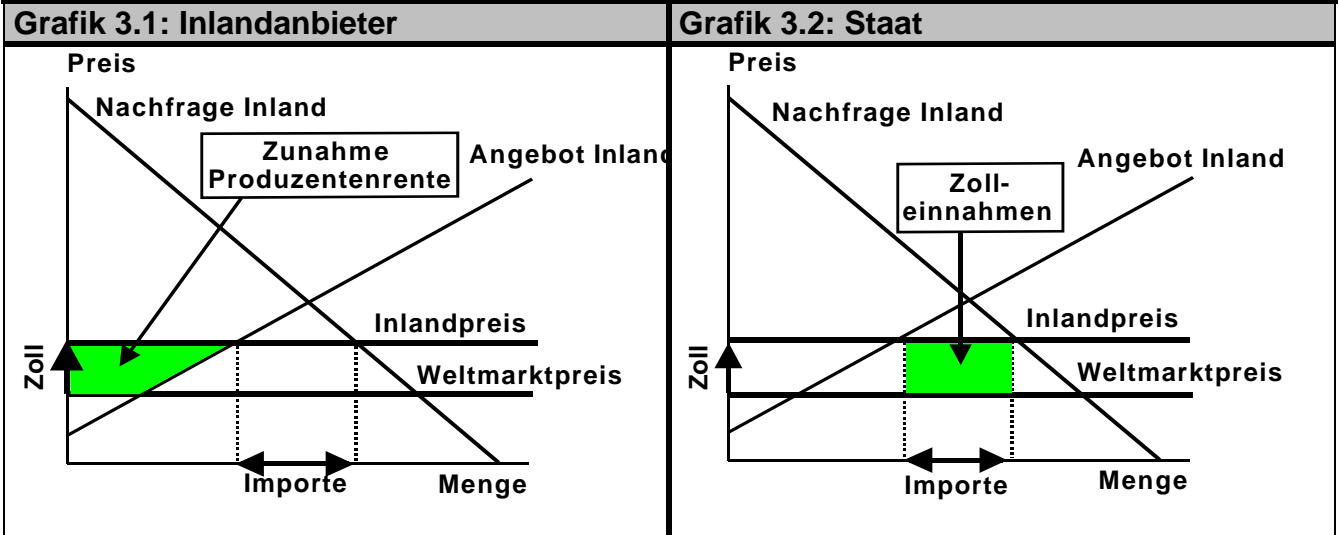 Grafik 3.1: Inlandanbieter
Preis
Nachfrage Inland
Zunahme
Produzentenrente
Angebot Inland
Inlandpreis
Zoll
Weltmarktpreis
Importe
Menge
Grafik 3.2: Staat
Preis
Nachfrage Inland
Angebot Inland
Zoll-
einnahmen
Inlandpreis
Zoll
Weltmarktpreis
Importe
Menge